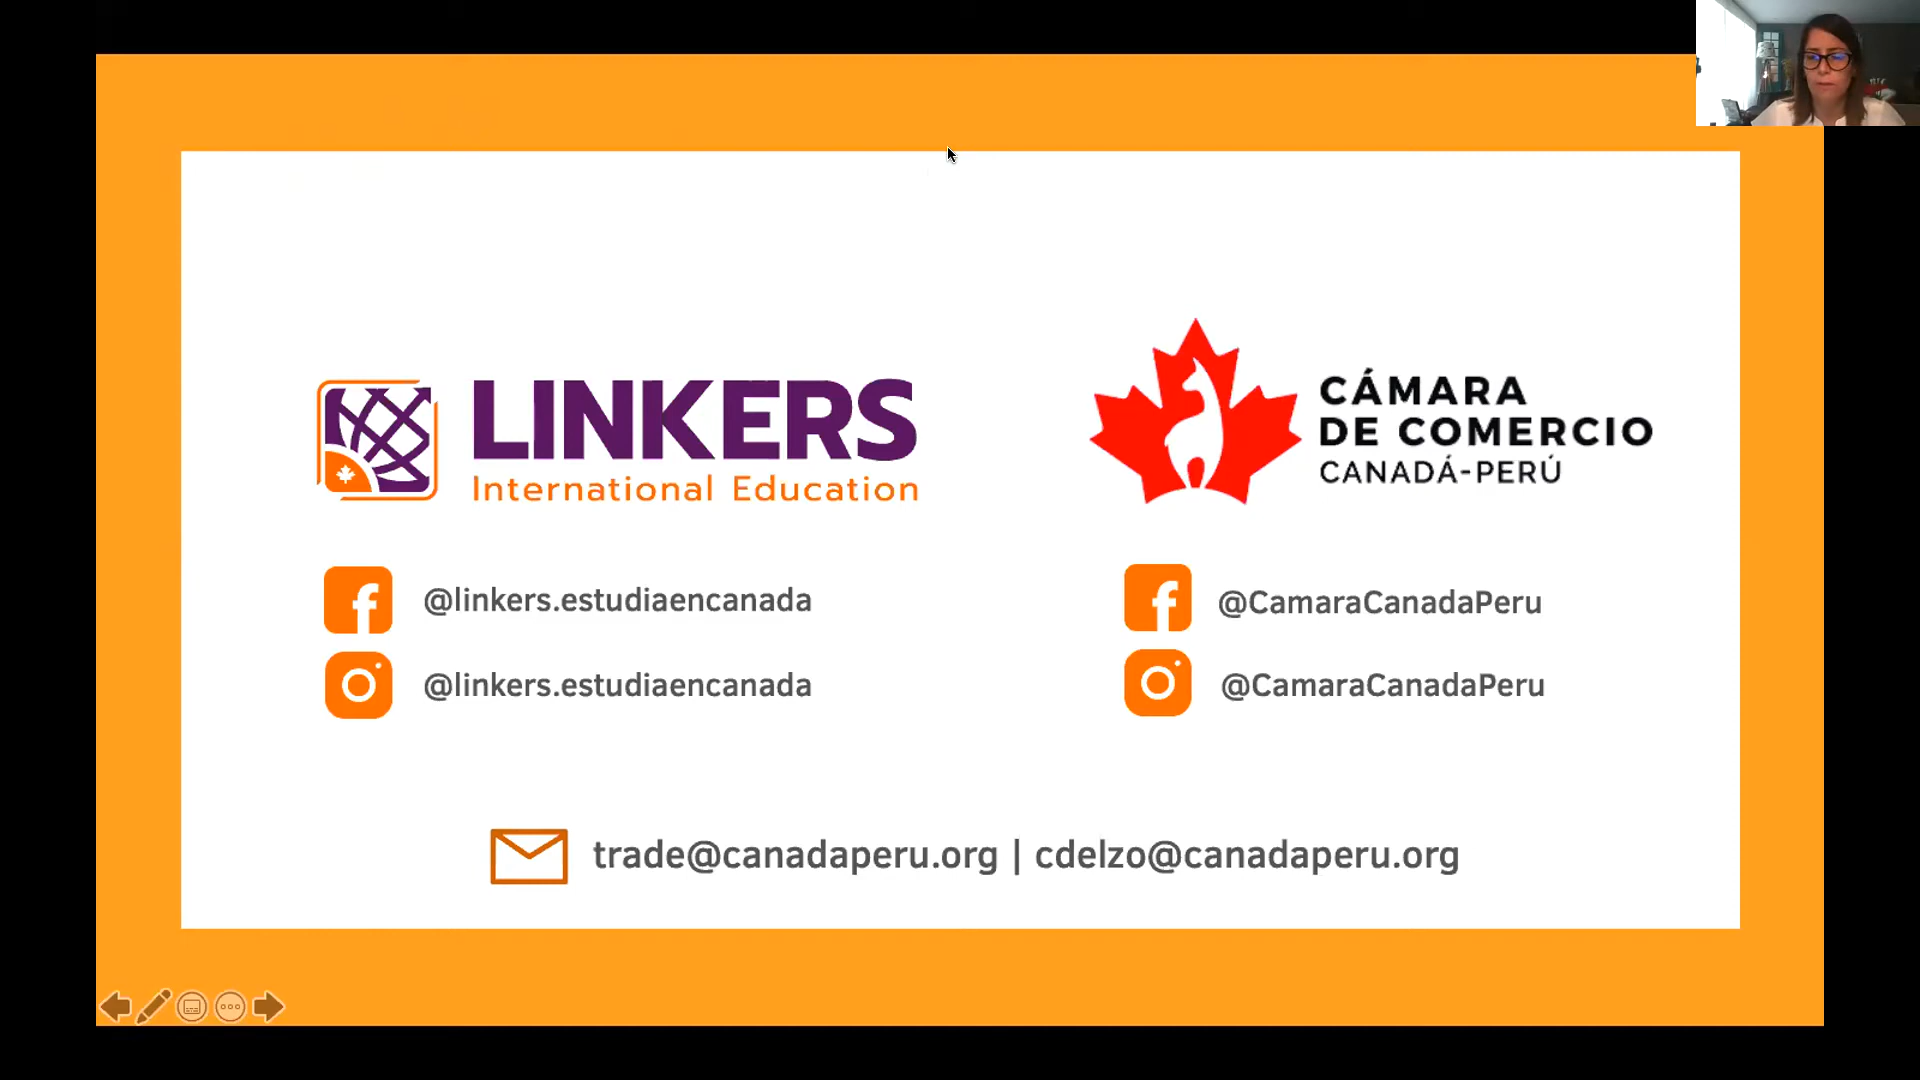 LINKERS
International Education
@linkers.estudiaencanada
@linkers.estudiaencanada
CÁMARA
DE COMERCIO
CANADÁ-PERÚ
@CamaraCanadaPeru
@CamaraCanadaPeru
trade@canadaperu.org | cdelzo@canadaperu.org